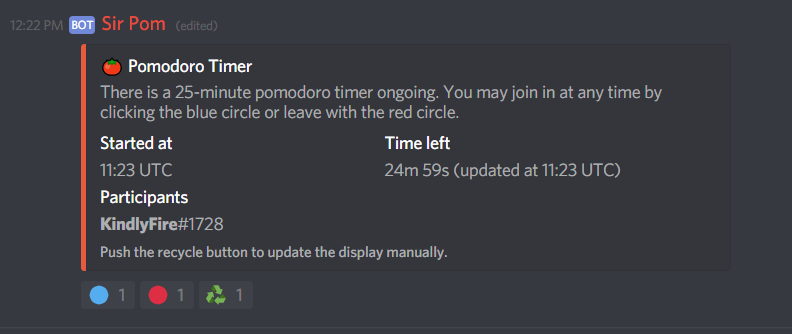 12:22 PM BOT Sir Pom (edited)
Pomodoro Timer
There is a 25-minute pomodoro timer ongoing. You may join in at any time by
clicking the blue circle or leave with the red circle.
Started at Time left
11:23 UTC 24m 59s (updated at 11:23 UTC)
Participants
KindlyFire#1728
Push the recycle button to update the display manually.
1 1 1